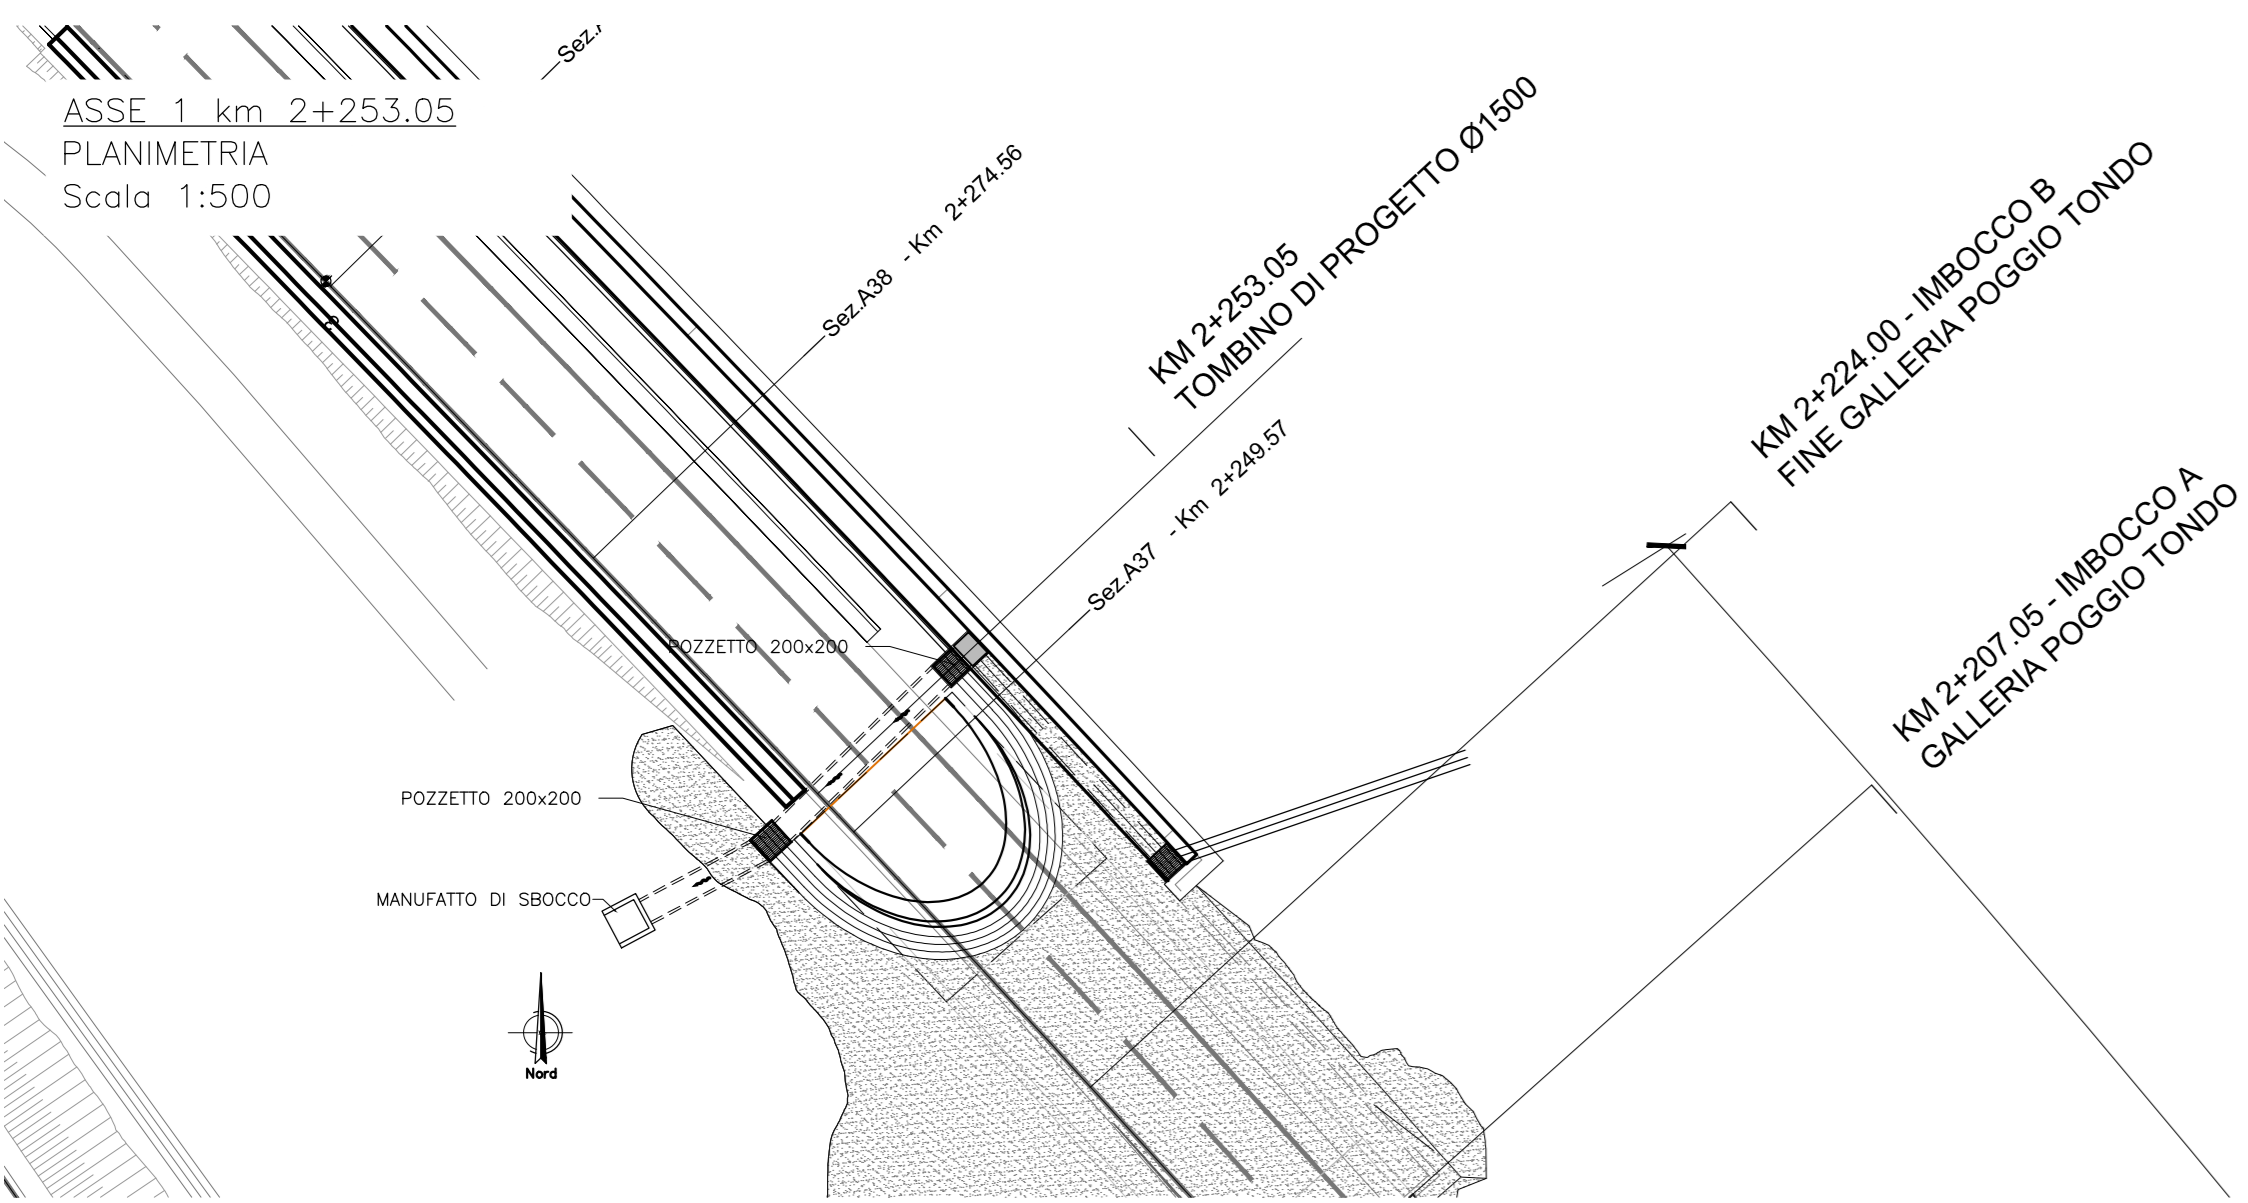 ASSE 1 km 2+253.05
PLANIMETRIA
Scala 1:500
Sez.A38 - Km 2+274.56
KM 2+253.05
TOMBINO DI PROGETTO Ø1500
Sez.A37 - Km 2+249.57
KM 2+224.00 - IMBOCCO B
FINE GALLERIA POGGIO TONDO
KM 2+207.05 - IMBOCCO A
GALLERIA POGGIO TONDO
POZZETTO 200x200
POZZETTO 200x200
MANUFATTO DI SBOCCO
Nord